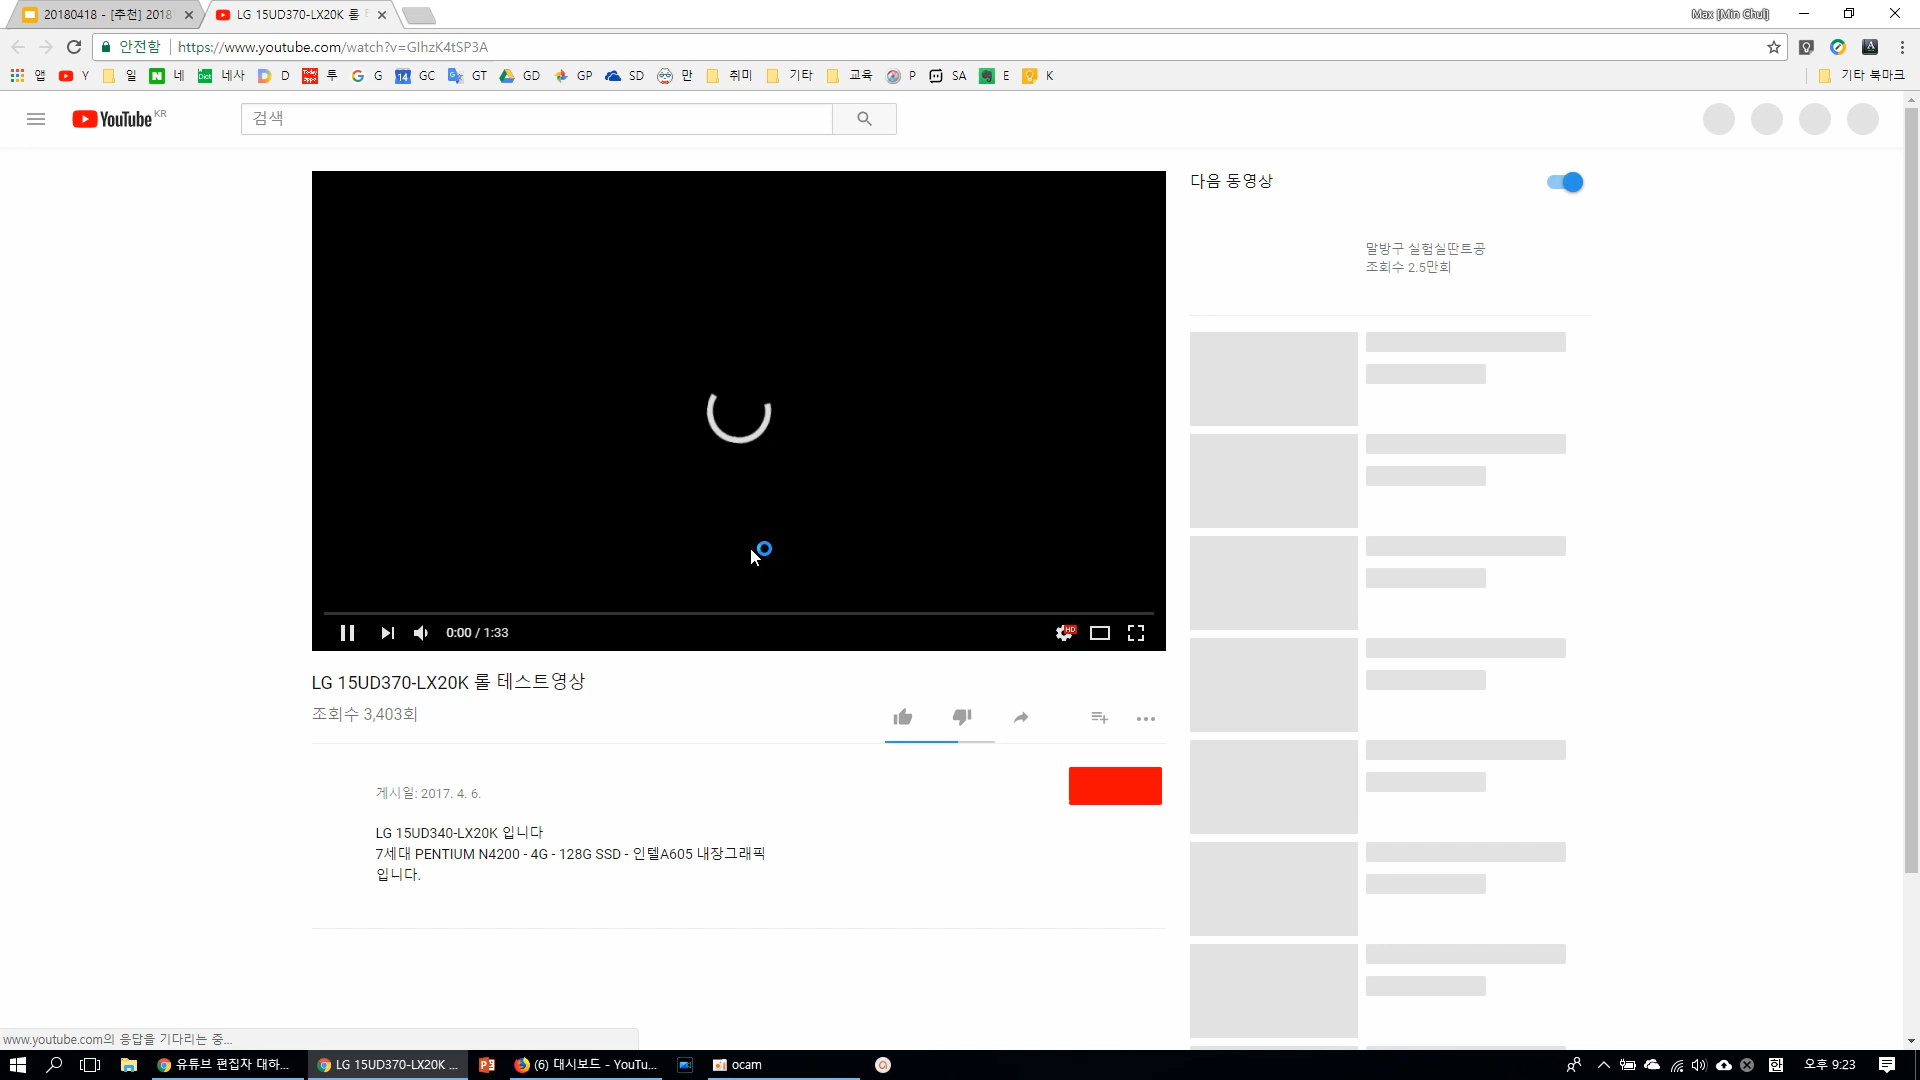 20180418 - [추천] 2018
LG 15UD370-LX20K 롤
Max [Min Chul]
안전함 https://www.youtube.com/watch?v=GIhzK4tSP3A
앱 Y 일 네 네사 D 투 G GC GT GD GP SD 만 취미 기타 교육 P SA E K 기타 북마크
YouTube KR
검색
다음 동영상
말방구 실험실딴트공
조회수 2.5만회
HD
0:00 / 1:33
LG 15UD370-LX20K 롤 테스트영상
조회수 3,403회
게시일: 2017. 4. 6.
LG 15UD340-LX20K 입니다
7세대 PENTIUM N4200 - 4G - 128G SSD - 인텔A605 내장그래픽
입니다.
www.youtube.com의 응답을 기다리는 중...
유튜브 편집자 대하... LG 15UD370-LX20K ... (6) 대시보드 - YouTu... ocam 한 오후 9:23